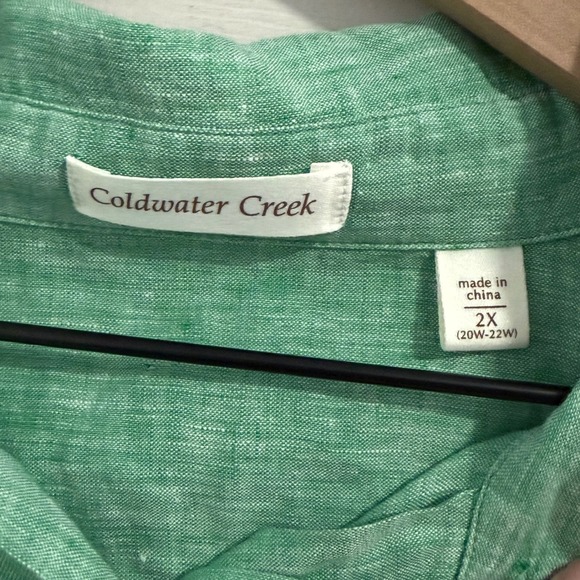 Coldwater Creek
made in
china
2X
(20W-22W)